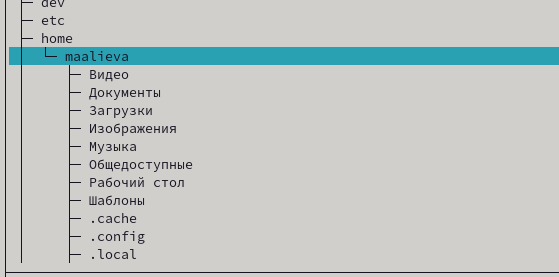 dev
etc
home
maalieva
Видео
Документы
Загрузки
Изображения
Музыка
Общедоступные
Рабочий стол
Шаблоны
.cache
.config
.local